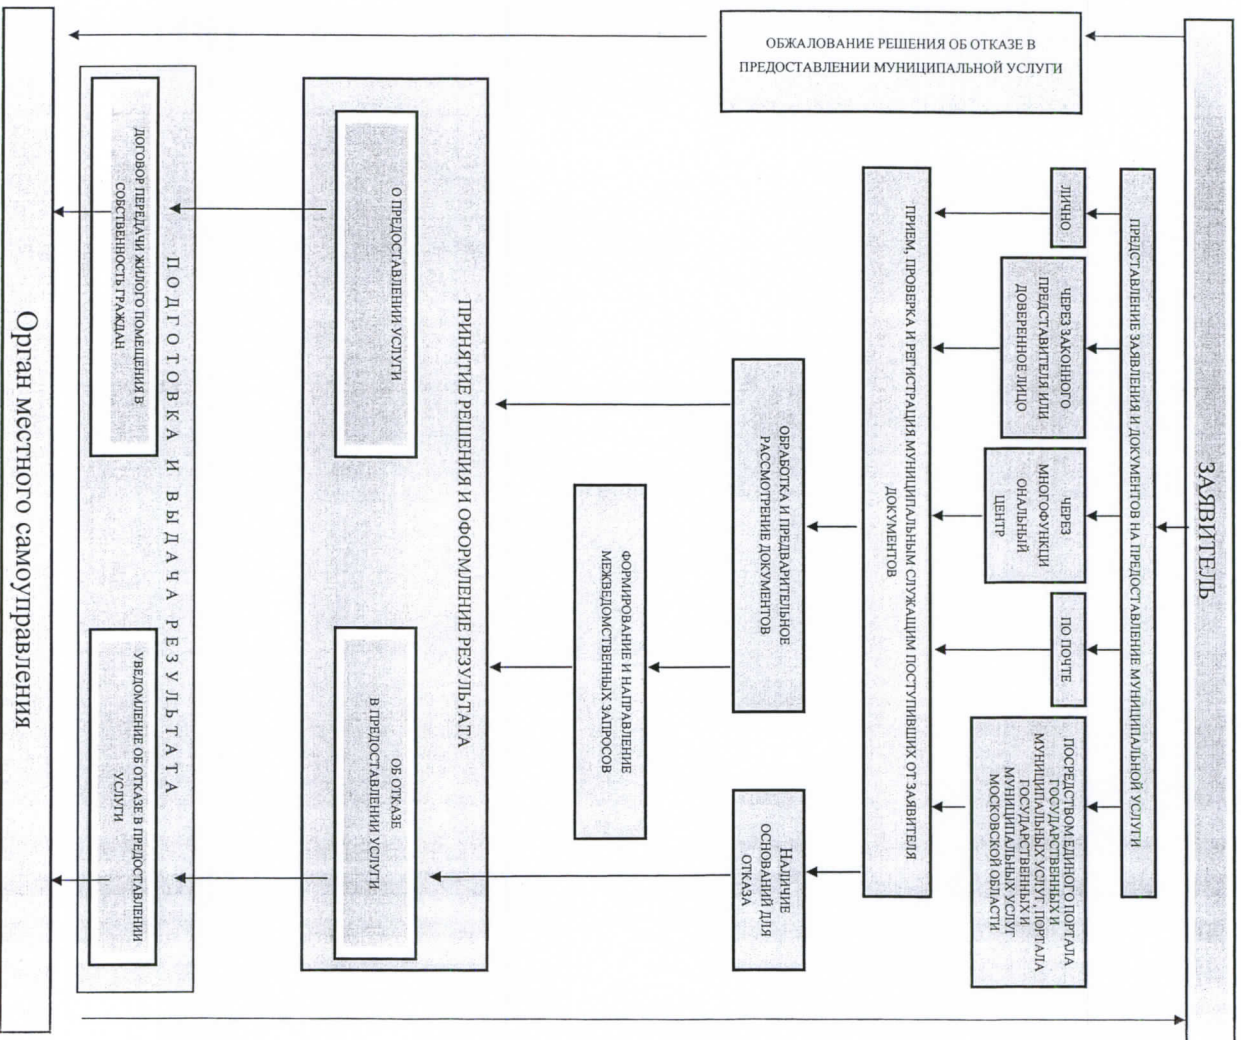 ЗАЯВИТЕЛЬ
ОБЖАЛОВАНИЕ РЕШЕНИЯ ОБ ОТКАЗЕ В
ПРЕДОСТАВЛЕНИИ МУНИЦИПАЛЬНОЙ УСЛУГИ
ПРЕДСТАВЛЕНИЕ ЗАЯВЛЕНИЯ И ДОКУМЕНТОВ НА ПРЕДОСТАВЛЕНИЕ МУНИЦИПАЛЬНОЙ УСЛУГИ
ЛИЧНО
ЧЕРЕЗ ЗАКОННОГО
ПРЕДСТАВИТЕЛЯ ИЛИ
ДОВЕРЕННОЕ ЛИЦО
ЧЕРЕЗ
МНОГОФУНКЦИ
ОНАЛЬНЫЙ
ЦЕНТР
ПО ПОЧТЕ
ПОСРЕДСТВОМ ЕДИНОГО ПОРТАЛА
ГОСУДАРСТВЕННЫХ И
МУНИЦИПАЛЬНЫХ УСЛУГ, ПОРТАЛА
ГОСУДАРСТВЕННЫХ И
МУНИЦИПАЛЬНЫХ УСЛУГ
МОСКОВСКОЙ ОБЛАСТИ
ПРИЕМ, ПРОВЕРКА И РЕГИСТРАЦИЯ МУНИЦИПАЛЬНЫМ СЛУЖАЩИМ ПОСТУПИВШИХ ОТ ЗАЯВИТЕЛЯ
ДОКУМЕНТОВ
ОБРАБОТКА И ПРЕДВАРИТЕЛЬНОЕ
РАССМОТРЕНИЕ ДОКУМЕНТОВ
НАЛИЧИЕ
ОСНОВАНИЙ ДЛЯ
ОТКАЗА
ФОРМИРОВАНИЕ И НАПРАВЛЕНИЕ
МЕЖВЕДОМСТВЕННЫХ ЗАПРОСОВ
ПРИНЯТИЕ РЕШЕНИЯ И ОФОРМЛЕНИЕ РЕЗУЛЬТАТА
О ПРЕДОСТАВЛЕНИИ УСЛУГИ
ОБ ОТКАЗЕ
В ПРЕДОСТАВЛЕНИИ УСЛУГИ
ПОДГОТОВКА И ВЫДАЧА РЕЗУЛЬТАТА
ДОГОВОР ПЕРЕДАЧИ ЖИЛОГО ПОМЕЩЕНИЯ В
СОБСТВЕННОСТЬ ГРАЖДАН
УВЕДОМЛЕНИЕ ОБ ОТКАЗЕ В ПРЕДОСТАВЛЕНИИ
УСЛУГИ
Орган местного самоуправления